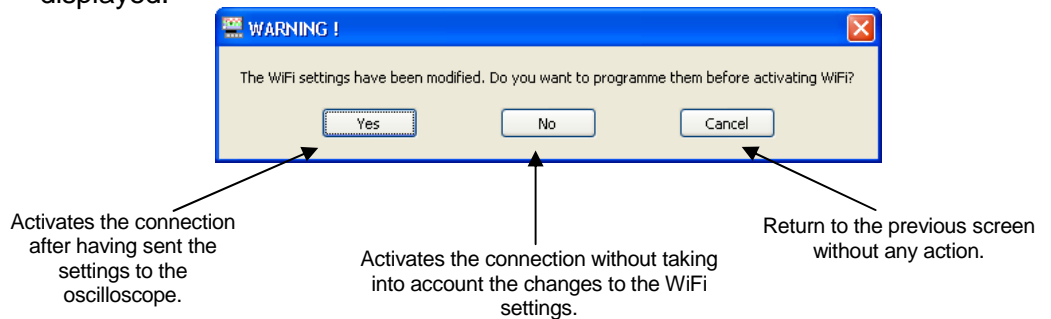 displayed.
WARNING !
The WiFi settings have been modified. Do you want to programme them before activating WiFi?
Yes
No
Cancel
Activates the connection
after having sent the
settings to the
oscilloscope.
Activates the connection without taking
into account the changes to the WiFi
settings.
Return to the previous screen
without any action.